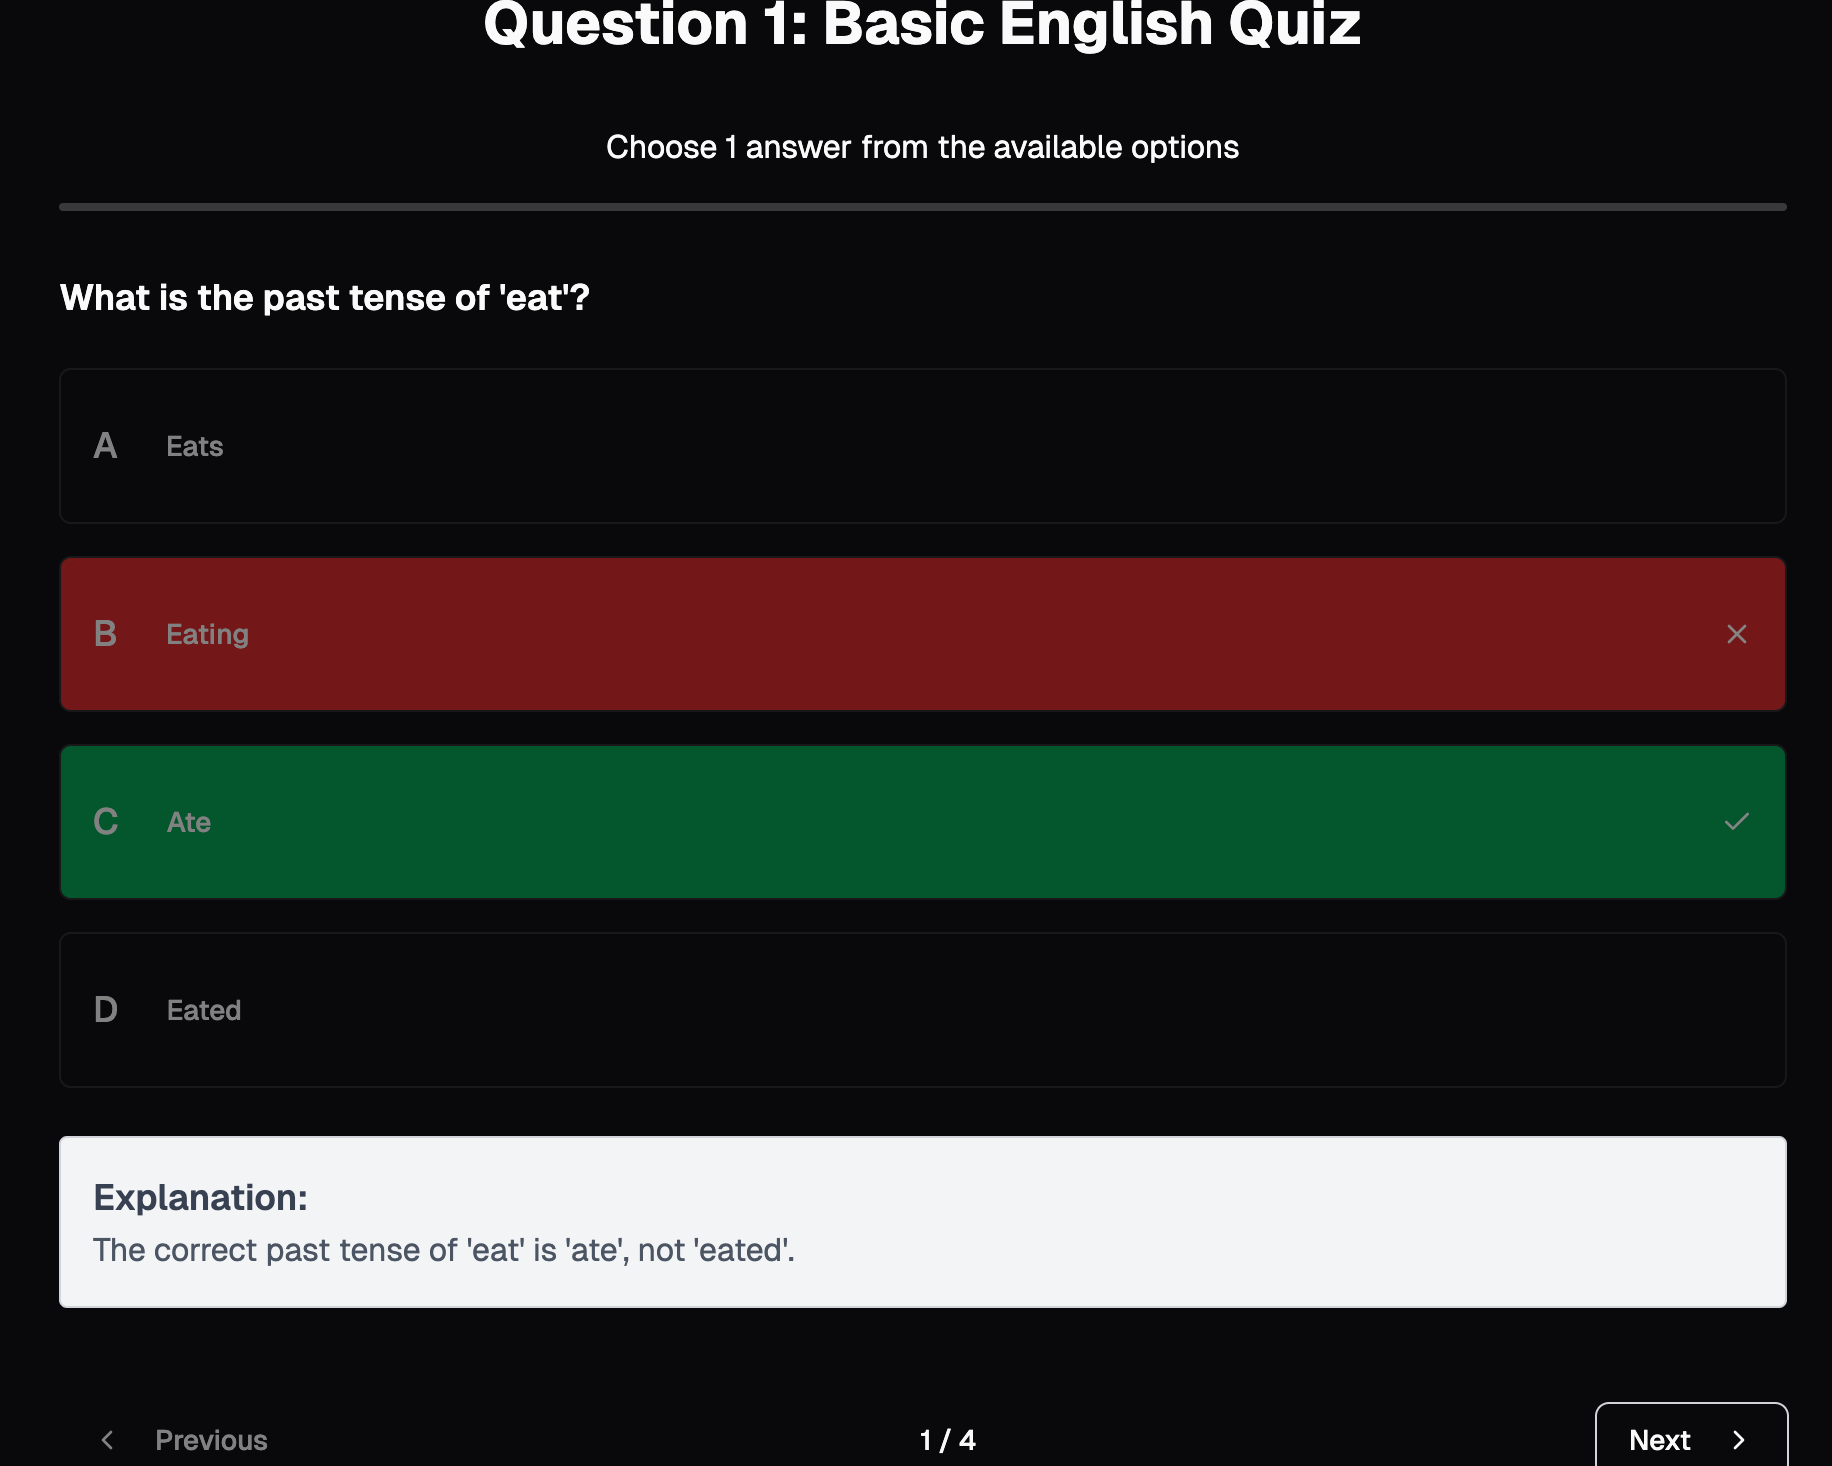 Question 1: Basic English Quiz
Choose 1 answer from the available options
What is the past tense of 'eat'?
A Eats
B Eating
C Ate
D Eated
Explanation:
The correct past tense of 'eat' is 'ate', not 'eated'.
Previous
1 / 4
Next